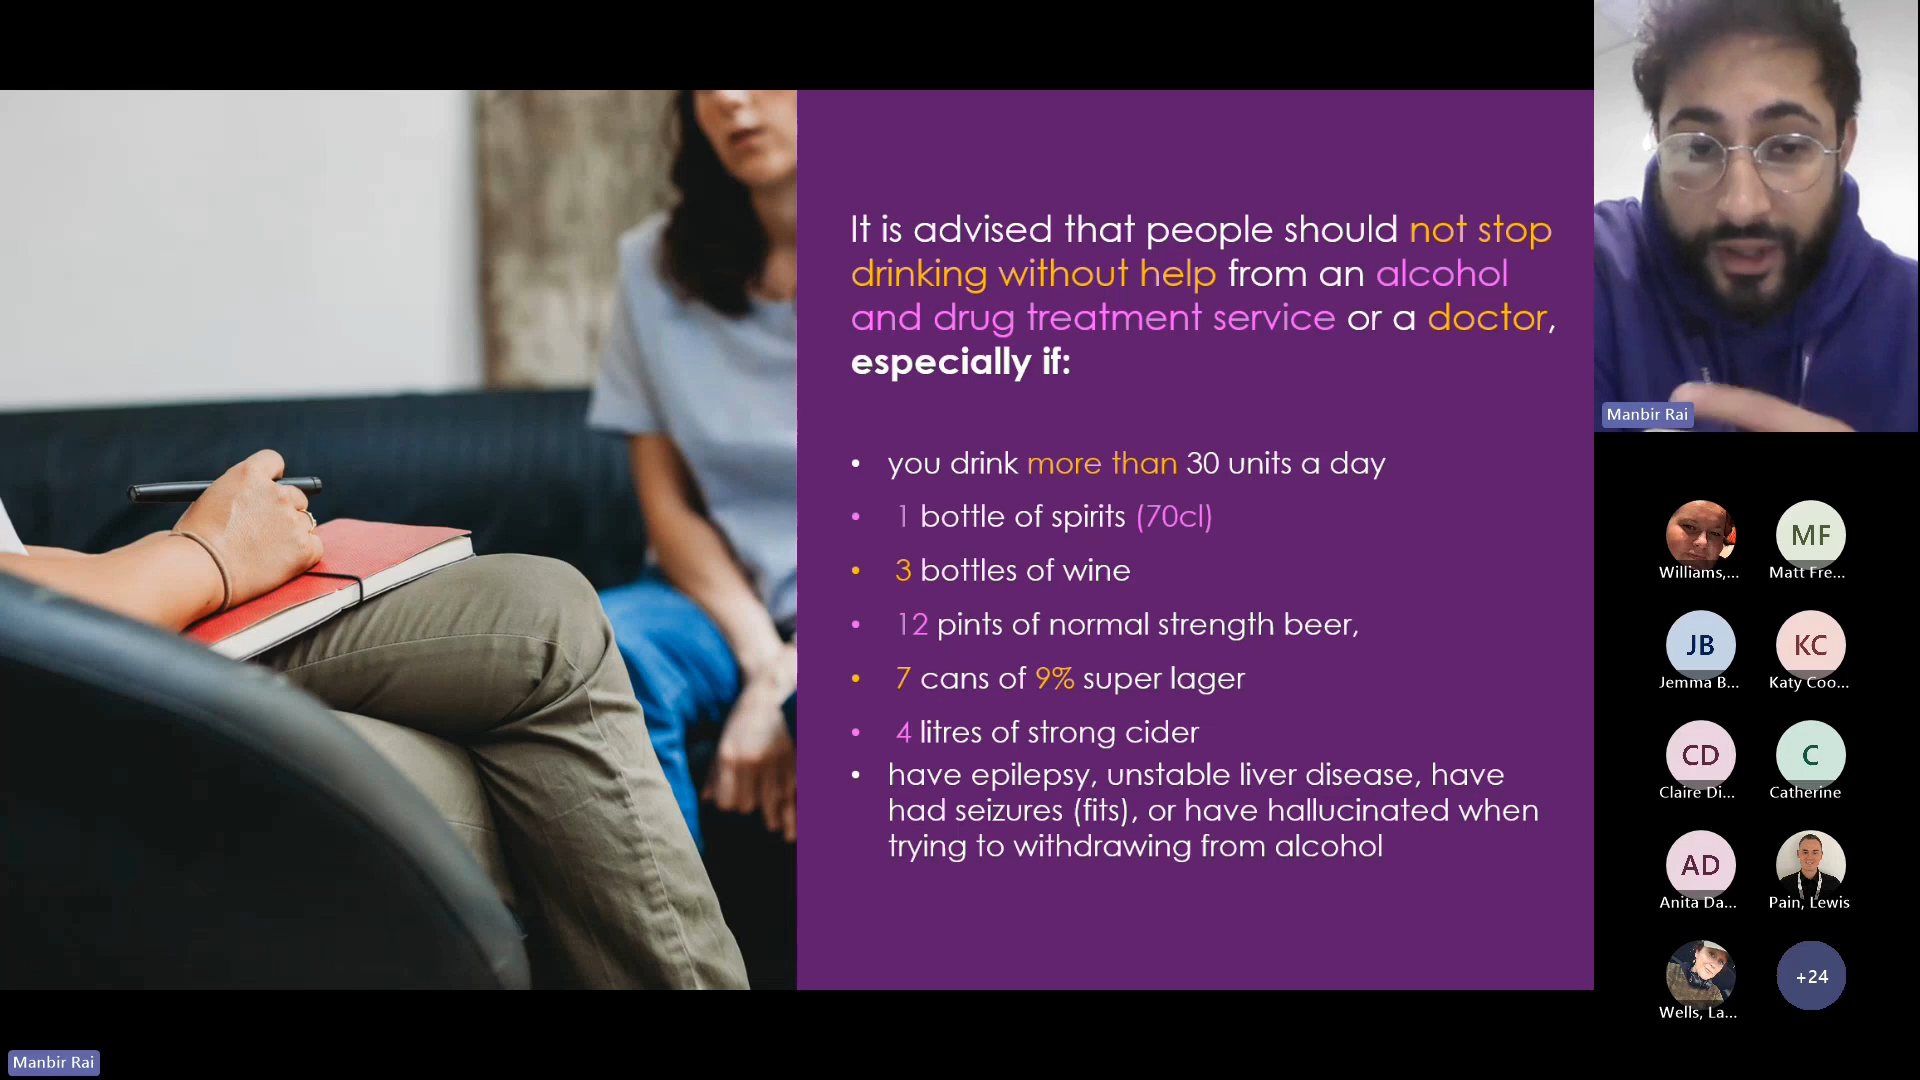 It is advised that people should not stop
drinking without help from an alcohol
and drug treatment service or a doctor,
especially if:
• you drink more than 30 units a day
• 1 bottle of spirits (70cl)
• 3 bottles of wine
• 12 pints of normal strength beer,
• 7 cans of 9% super lager
• 4 litres of strong cider
• have epilepsy, unstable liver disease, have
had seizures (fits), or have hallucinated when
trying to withdrawing from alcohol
Manbir Rai
Williams,...
MF
Matt Fre...
JB
Jemma B...
KC
Katy Coo...
CD
Claire Di...
C
Catherine
AD
Anita Da...
Pain, Lewis
Wells, La...
+24
Manbir Rai